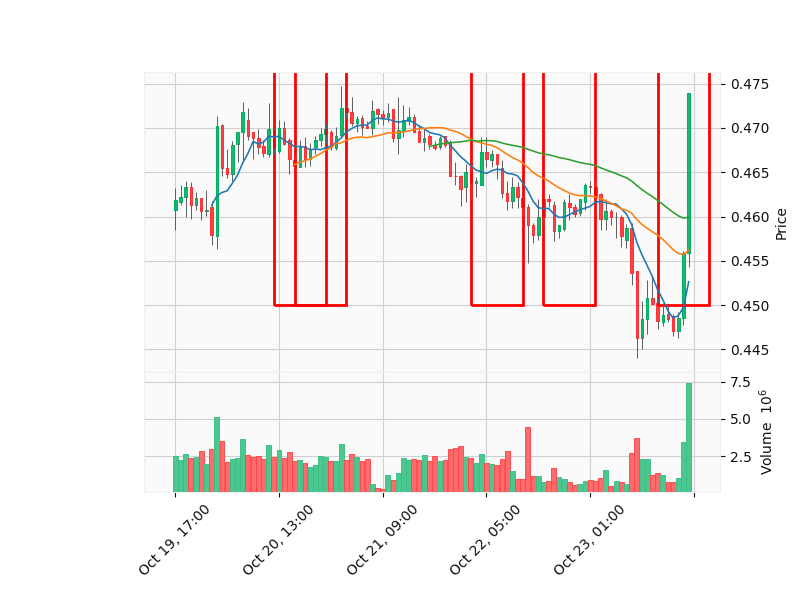 0.475
0.470
0.465
0.460
0.455
0.450
0.445
Price
7.5
5.0
2.5
Volume 10^6
Oct 19, 17:00
Oct 20, 13:00
Oct 21, 09:00
Oct 22, 05:00
Oct 23, 01:00